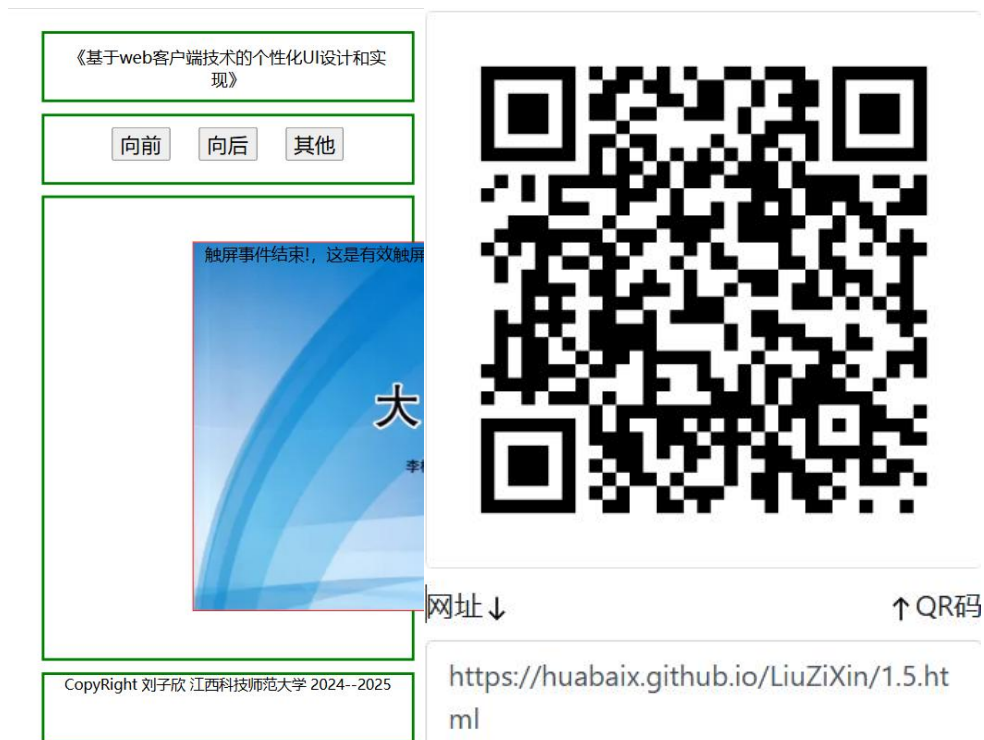 《基于web客户端技术的个性化UI设计和实
现》
向前 向后 其他
触屏事件结束!，这是有效触屏
大
李
CopyRight 刘子欣 江西科技师范大学 2024--2025
网址↓ ↑QR码
https://huabaix.github.io/LiuZiXin/1.5.ht
ml